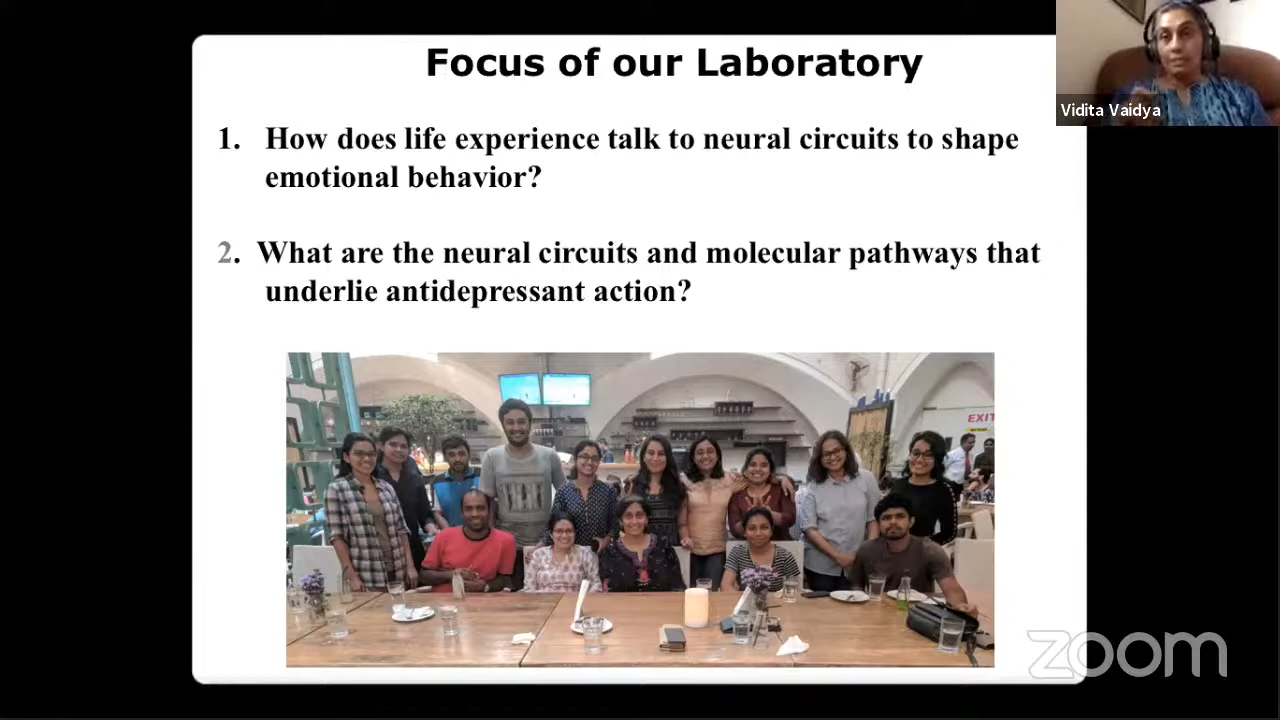 Focus of our Laboratory
Vidita Vaidya
1. How does life experience talk to neural circuits to shape
emotional behavior?
2. What are the neural circuits and molecular pathways that
underlie antidepressant action?
EXIT
zoom